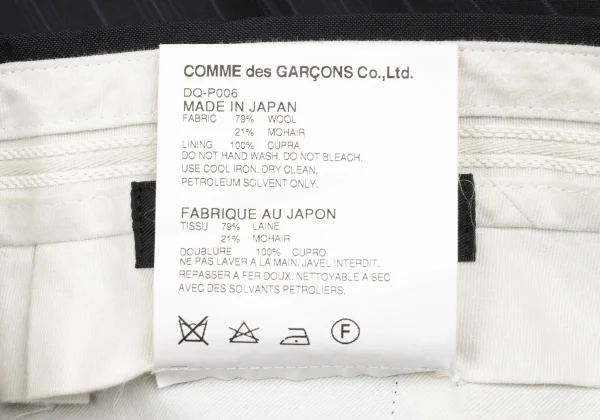 COMME des GARÇONS Co.,Ltd.
DQ-P006
MADE IN JAPAN
FABRIC 79% WOOL
21% MOHAIR
LINING 100% CUPRA
DO NOT HAND WASH. DO NOT BLEACH.
USE COOL IRON. DRY CLEAN,
PETROLEUM SOLVENT ONLY.
FABRIQUE AU JAPON
TISSU 79% LAINE
21% MOHAIR
DOUBLURE 100% CUPRO
NE PAS LAVER A LA MAIN. JAVEL INTERDIT.
REPASSER A FER DOUX. NETTOYABLE A SEC
AVEC DES SOLVANTS PETROLIERS.
F